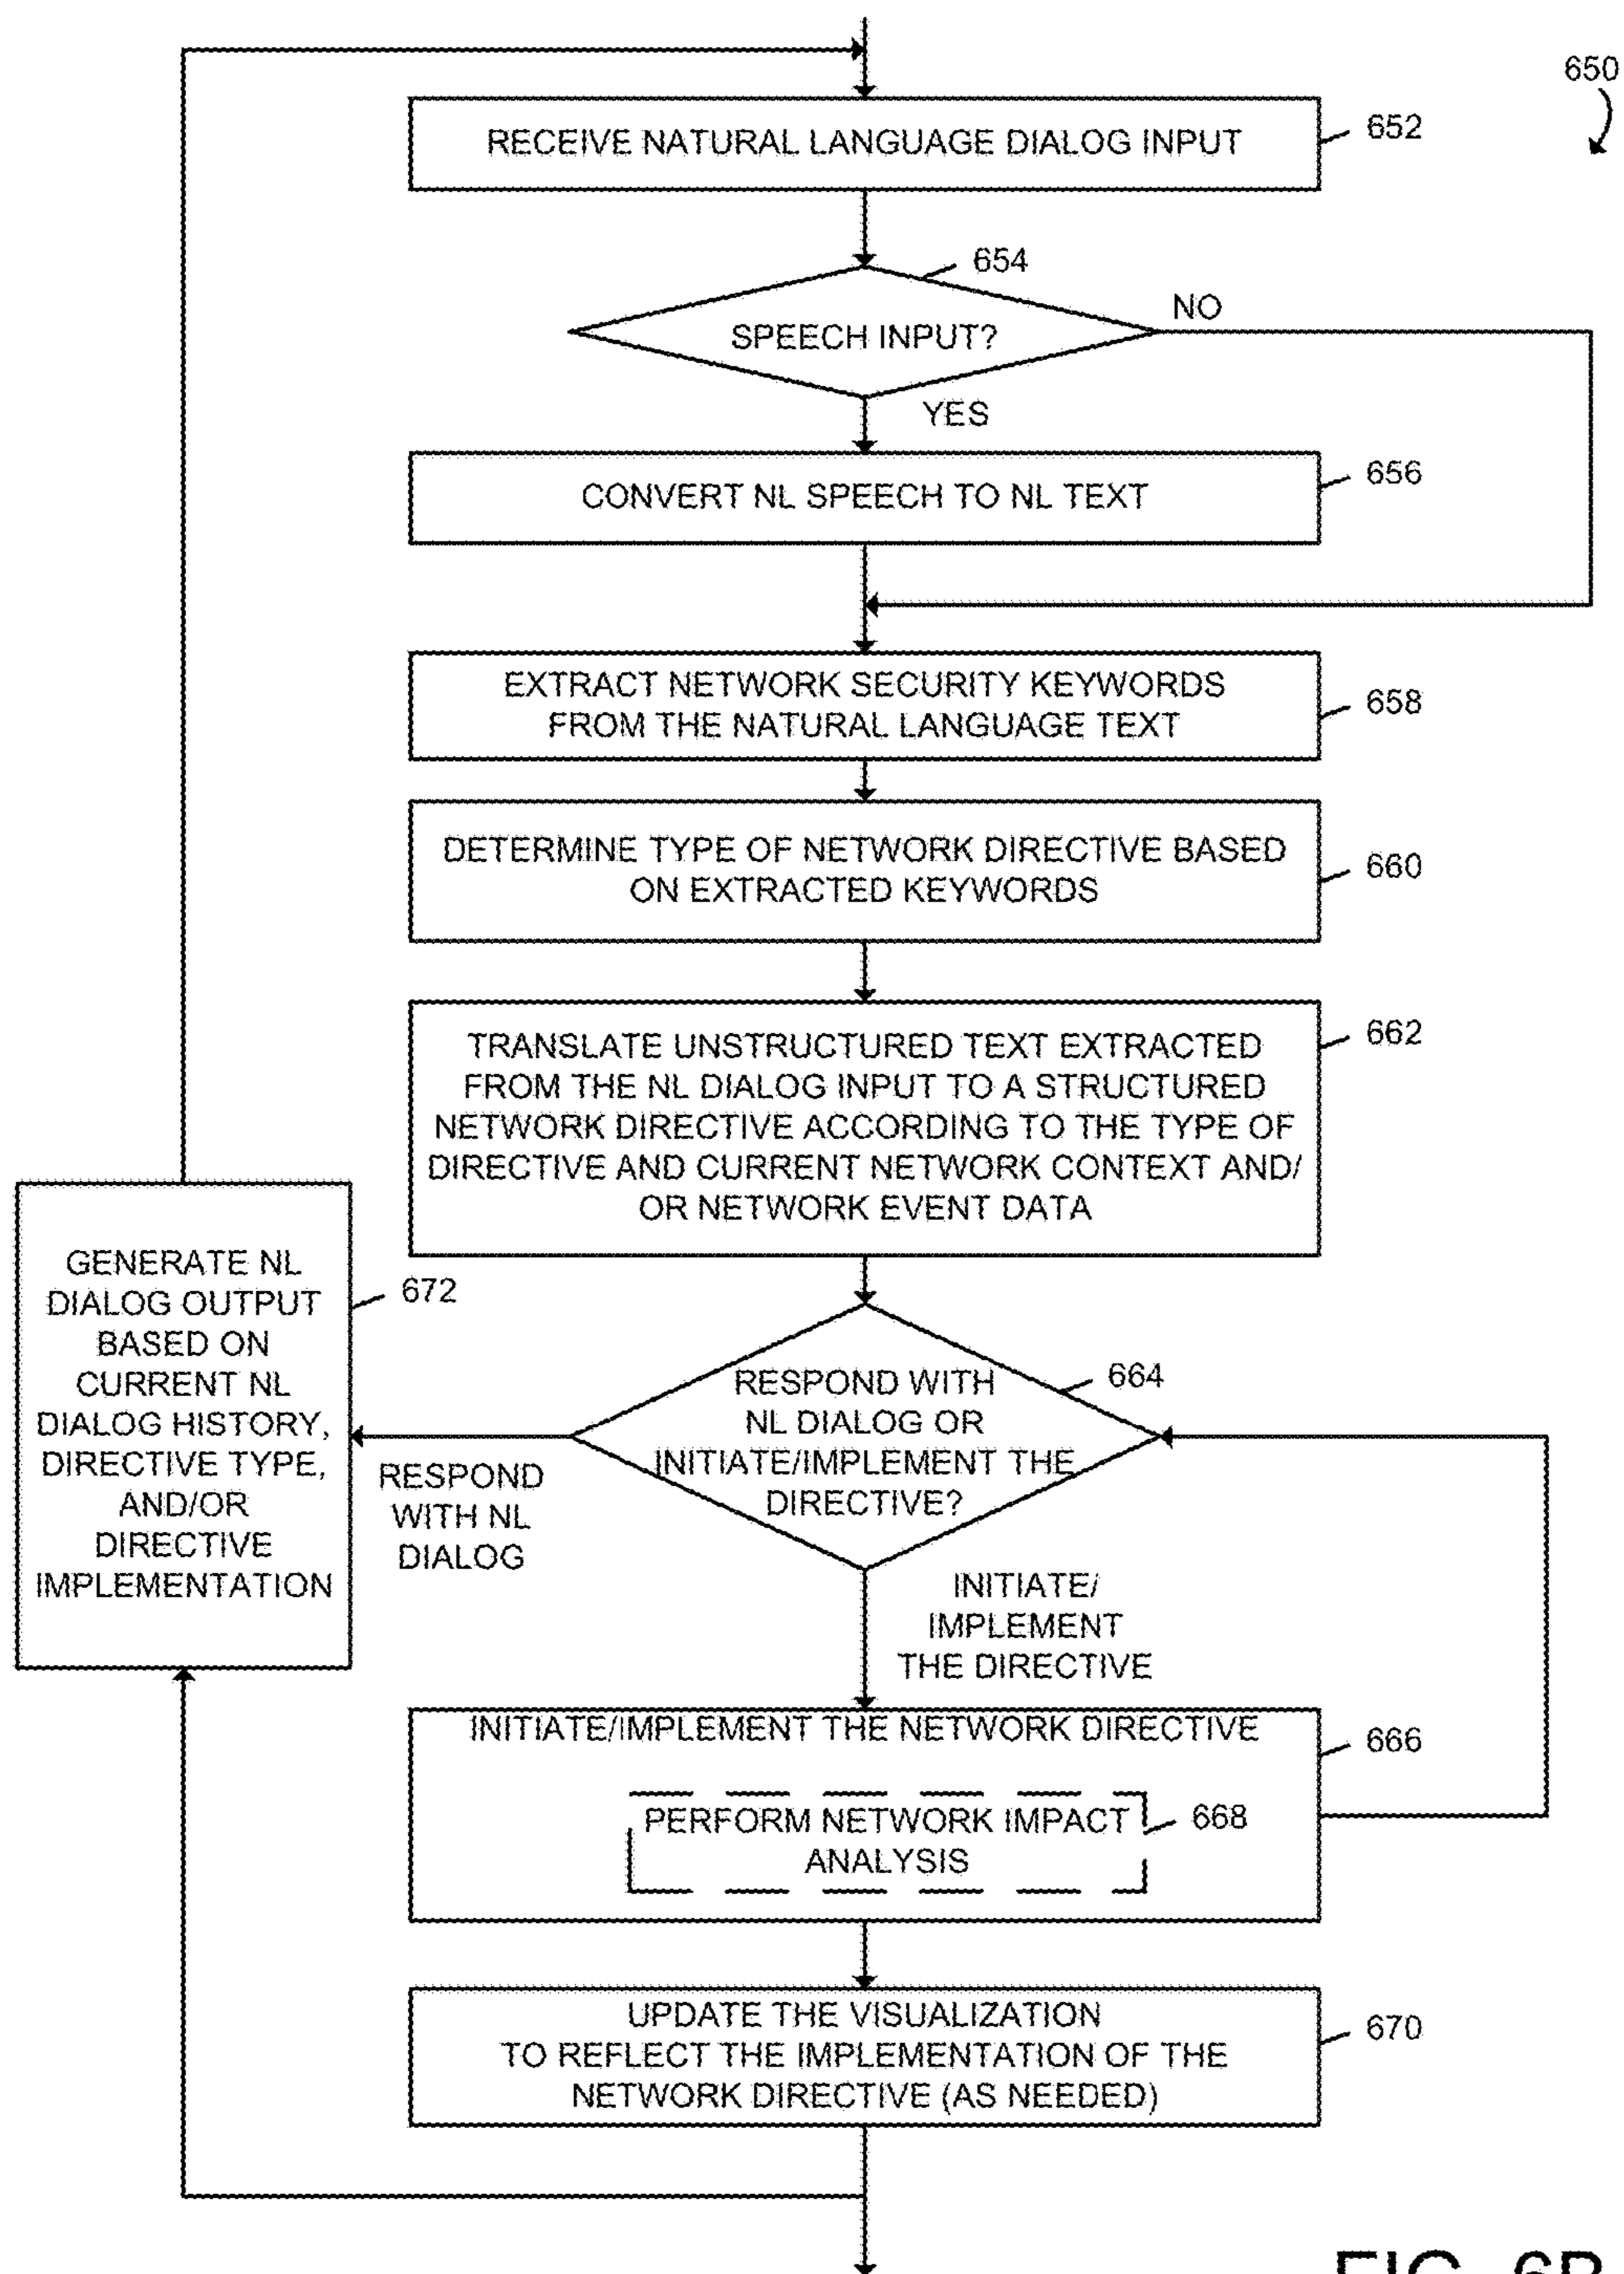 650
RECEIVE NATURAL LANGUAGE DIALOG INPUT
652
654
SPEECH INPUT?
NO
YES
CONVERT NL SPEECH TO NL TEXT
656
EXTRACT NETWORK SECURITY KEYWORDS
FROM THE NATURAL LANGUAGE TEXT
658
DETERMINE TYPE OF NETWORK DIRECTIVE BASED
ON EXTRACTED KEYWORDS
660
TRANSLATE UNSTRUCTURED TEXT EXTRACTED
FROM THE NL DIALOG INPUT TO A STRUCTURED
NETWORK DIRECTIVE ACCORDING TO THE TYPE OF
DIRECTIVE AND CURRENT NETWORK CONTEXT AND/
OR NETWORK EVENT DATA
662
GENERATE NL
DIALOG OUTPUT
BASED ON
CURRENT NL
DIALOG HISTORY,
DIRECTIVE TYPE,
AND/OR
DIRECTIVE
IMPLEMENTATION
672
RESPOND WITH
NL DIALOG OR
INITIATE/IMPLEMENT THE
DIRECTIVE?
664
RESPOND
WITH NL
DIALOG
INITIATE/
IMPLEMENT
THE DIRECTIVE
INITIATE/IMPLEMENT THE NETWORK DIRECTIVE
666
PERFORM NETWORK IMPACT
ANALYSIS
668
UPDATE THE VISUALIZATION
TO REFLECT THE IMPLEMENTATION OF THE
NETWORK DIRECTIVE (AS NEEDED)
670
FIG. 6B